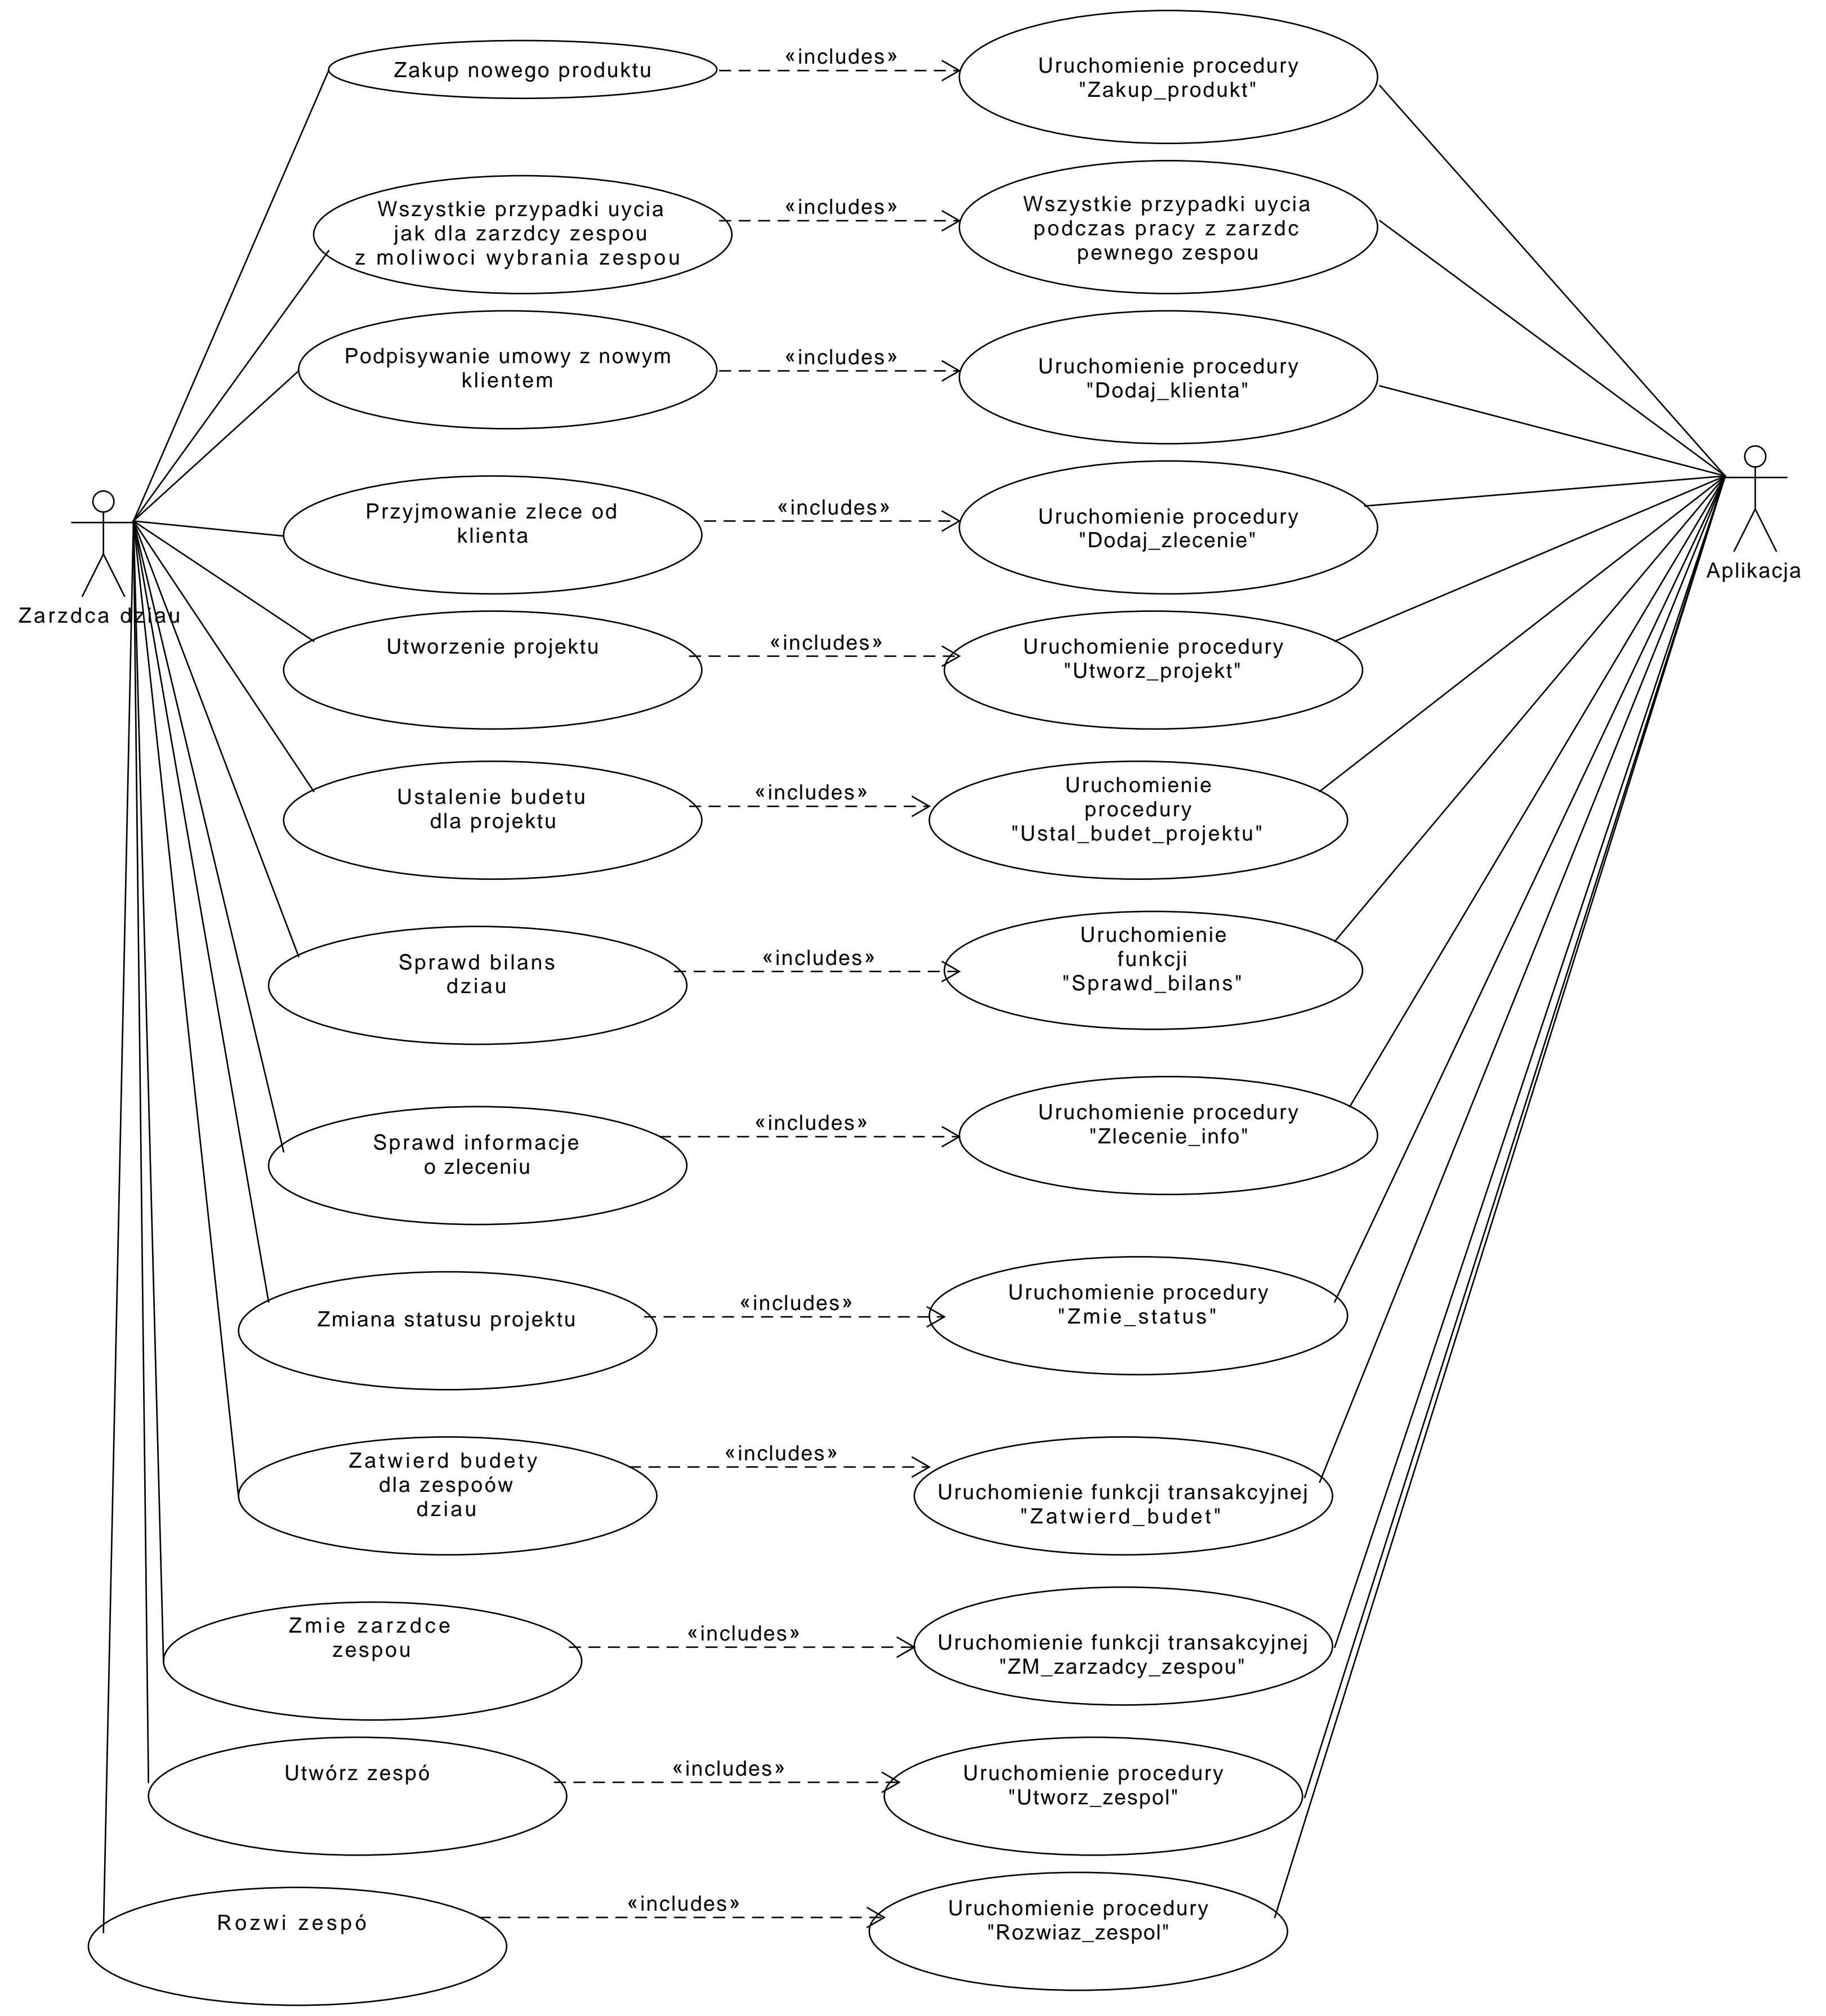 Zakup nowego produktu
«includes»
Uruchomienie procedury
"Zakup_produkt"
Wszystkie przypadki uycia
jak dla zarzdcy zespou
z moliwoci wybrania zespou
«includes»
Wszystkie przypadki uycia
podczas pracy z zarzdc
pewnego zespou
Podpisywanie umowy z nowym
klientem
«includes»
Uruchomienie procedury
"Dodaj_klienta"
Przyjmowanie zlece od
klienta
«includes»
Uruchomienie procedury
"Dodaj_zlecenie"
Zarzdca dziau
Aplikacja
Utworzenie projektu
«includes»
Uruchomienie procedury
"Utworz_projekt"
Ustalenie budetu
dla projektu
«includes»
Uruchomienie
procedury
"Ustal_budet_projektu"
Sprawd bilans
dziau
«includes»
Uruchomienie
funkcji
"Sprawd_bilans"
Sprawd informacje
o zleceniu
«includes»
Uruchomienie procedury
"Zlecenie_info"
Zmiana statusu projektu
«includes»
Uruchomienie procedury
"Zmie_status"
Zatwierd budety
dla zespoów
dziau
«includes»
Uruchomienie funkcji transakcyjnej
"Zatwierd_budet"
Zmie zarzdce
zespou
«includes»
Uruchomienie funkcji transakcyjnej
"ZM_zarzadcy_zespou"
Utwórz zespó
«includes»
Uruchomienie procedury
"Utworz_zespol"
Rozwi zespó
«includes»
Uruchomienie procedury
"Rozwiaz_zespol"